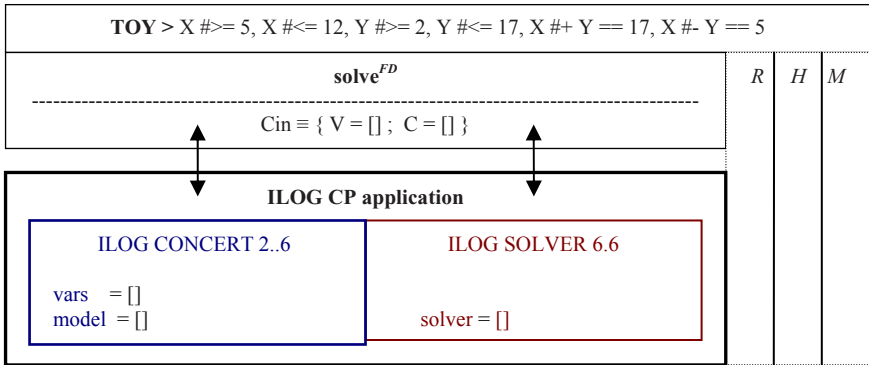 TOY > X #>= 5, X #<= 12, Y #>= 2, Y #<= 17, X #+ Y == 17, X #- Y == 5
solve^FD
R H M
Cin ≡ { V = [] ; C = [] }
ILOG CP application
ILOG CONCERT 2..6
ILOG SOLVER 6.6
vars = []
model = []
solver = []